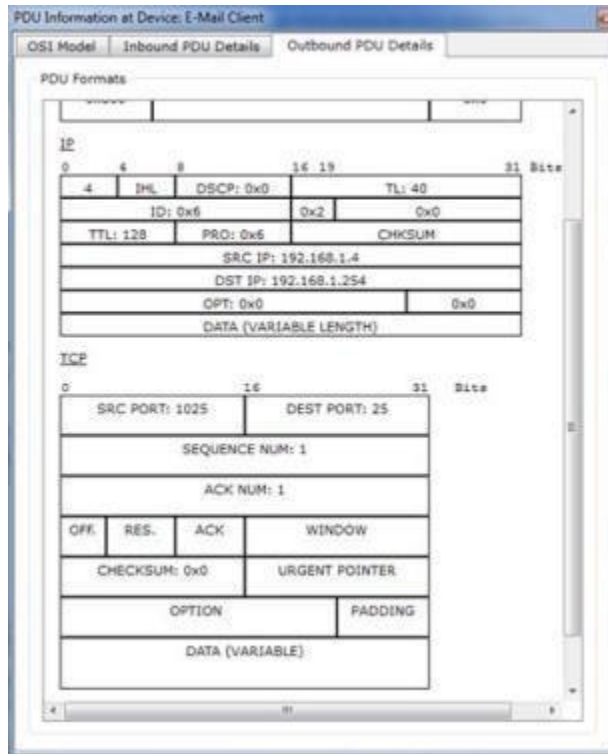 PDU Information at Device: E-Mail Client
OSI Model Inbound PDU Details Outbound PDU Details
PDU Formats
IP
0 4 8 16 19 31 Bits
4 IHL DSCP: 0x0 TL: 40
ID: 0x6 0x2 0x0
TTL: 128 PRO: 0x6 CHKSUM
SRC IP: 192.168.1.4
DST IP: 192.168.1.254
OPT: 0x0 0x0
DATA (VARIABLE LENGTH)
TCP
0 16 31 Bits
SRC PORT: 1025 DEST PORT: 25
SEQUENCE NUM: 1
ACK NUM: 1
OFF. RES. ACK WINDOW
CHECKSUM: 0x0 URGENT POINTER
OPTION PADDING
DATA (VARIABLE)